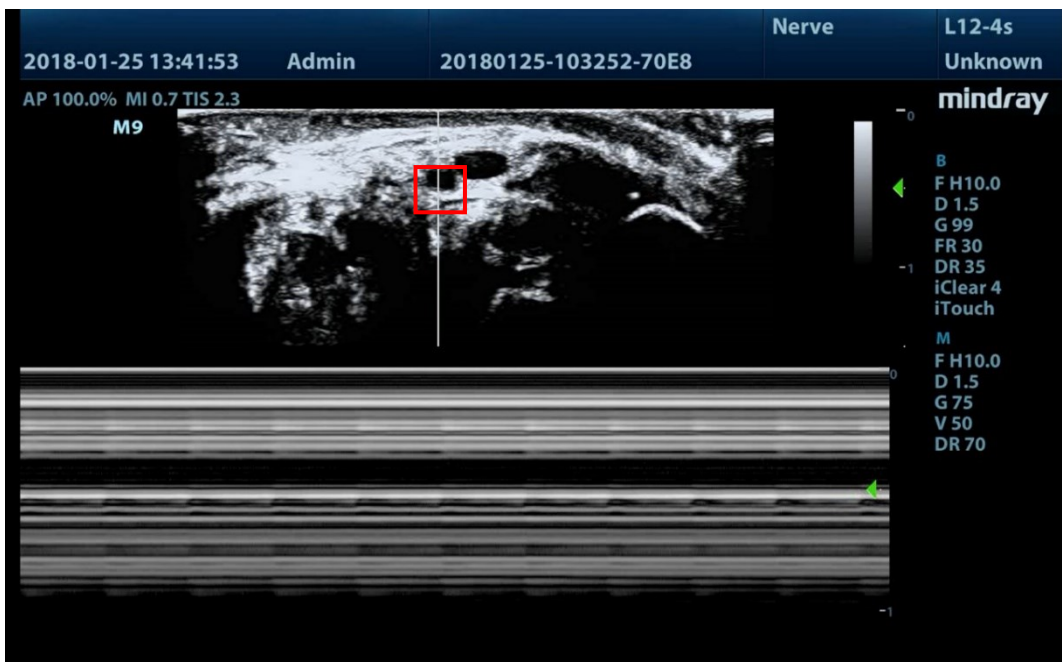 Nerve L12-4s
2018-01-25 13:41:53 Admin 20180125-103252-70E8 Unknown
AP 100.0% MI 0.7 TIS 2.3
mindray
M9
0
B
F H10.0
D 1.5
G 99
FR 30
-1 DR 35
iClear 4
iTouch
M
F H10.0
0
D 1.5
G 75
V 50
DR 70
-1